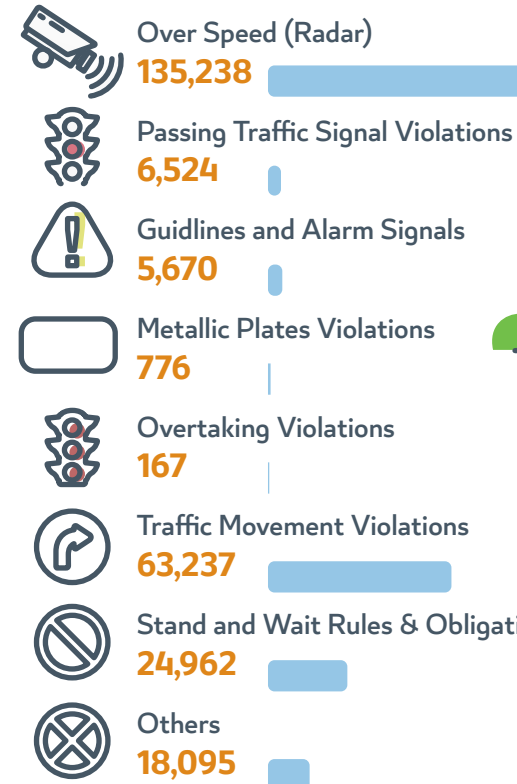 Over Speed (Radar)
135,238
Passing Traffic Signal Violations
6,524
Guidlines and Alarm Signals
5,670
Metallic Plates Violations
776
Overtaking Violations
167
Traffic Movement Violations
63,237
Stand and Wait Rules &
24,962
Others
18,095